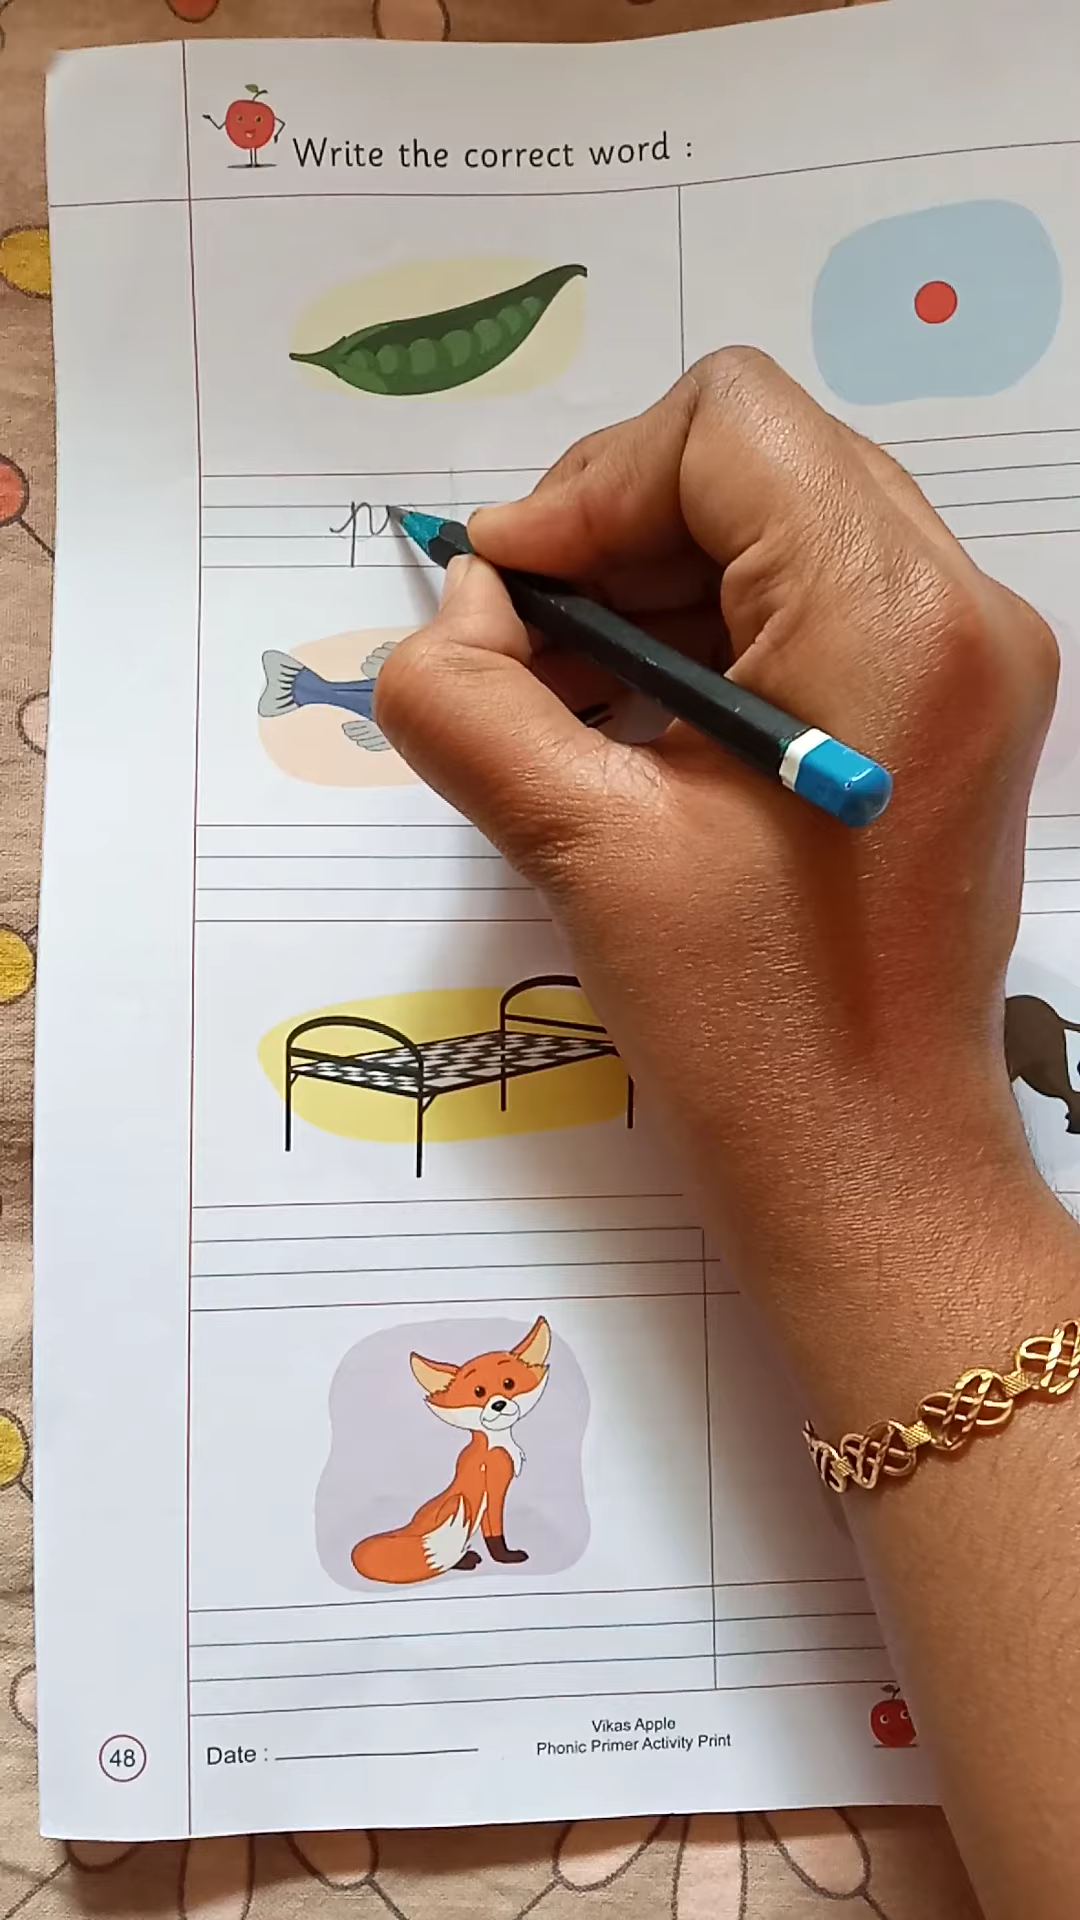 Write the correct word :
p
48
Date :
Vikas Apple
Phonic Primer Activity Print